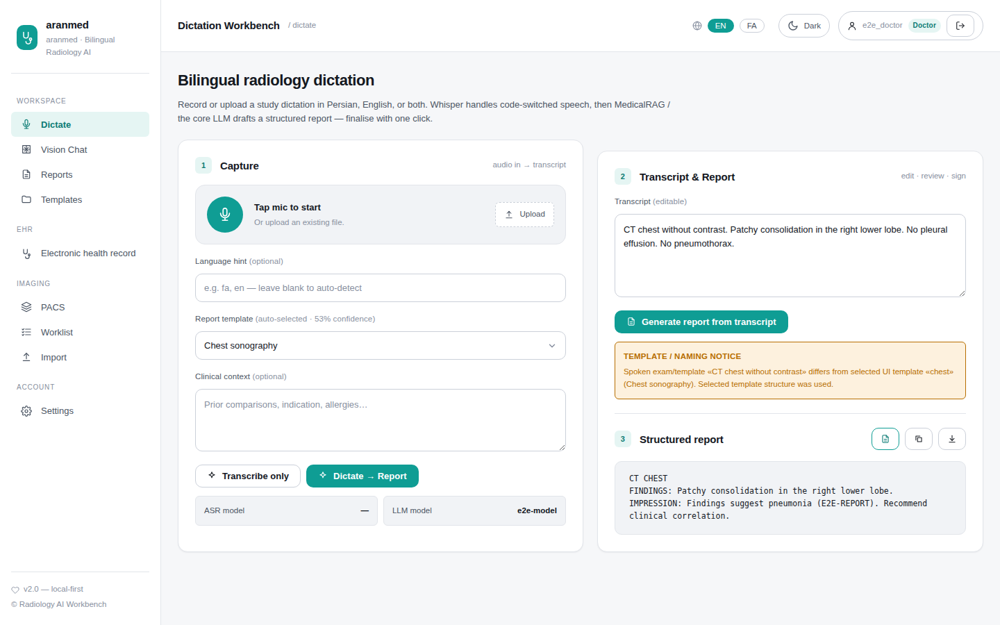 aranmed
aranmed · Bilingual
Radiology AI
WORKSPACE
Dictate
Vision Chat
Reports
Templates
EHR
Electronic health record
IMAGING
PACS
Worklist
Import
ACCOUNT
Settings
v2.0 — local-first
© Radiology AI Workbench
Dictation Workbench / dictate
EN FA Dark e2e_doctor Doctor
Bilingual radiology dictation
Record or upload a study dictation in Persian, English, or both. Whisper handles code-switched speech, then MedicalRAG /
the core LLM drafts a structured report — finalise with one click.
1 Capture audio in → transcript
Tap mic to start
Or upload an existing file.
Upload
Language hint (optional)
e.g. fa, en — leave blank to auto-detect
Report template (auto-selected · 53% confidence)
Chest sonography
Clinical context (optional)
Prior comparisons, indication, allergies…
Transcribe only Dictate → Report
ASR model — LLM model e2e-model
2 Transcript & Report edit · review · sign
Transcript (editable)
CT chest without contrast. Patchy consolidation in the right lower lobe. No pleural
effusion. No pneumothorax.
Generate report from transcript
TEMPLATE / NAMING NOTICE
Spoken exam/template «CT chest without contrast» differs from selected UI template «chest»
(Chest sonography). Selected template structure was used.
3 Structured report
CT CHEST
FINDINGS: Patchy consolidation in the right lower lobe.
IMPRESSION: Findings suggest pneumonia (E2E-REPORT). Recommend
clinical correlation.